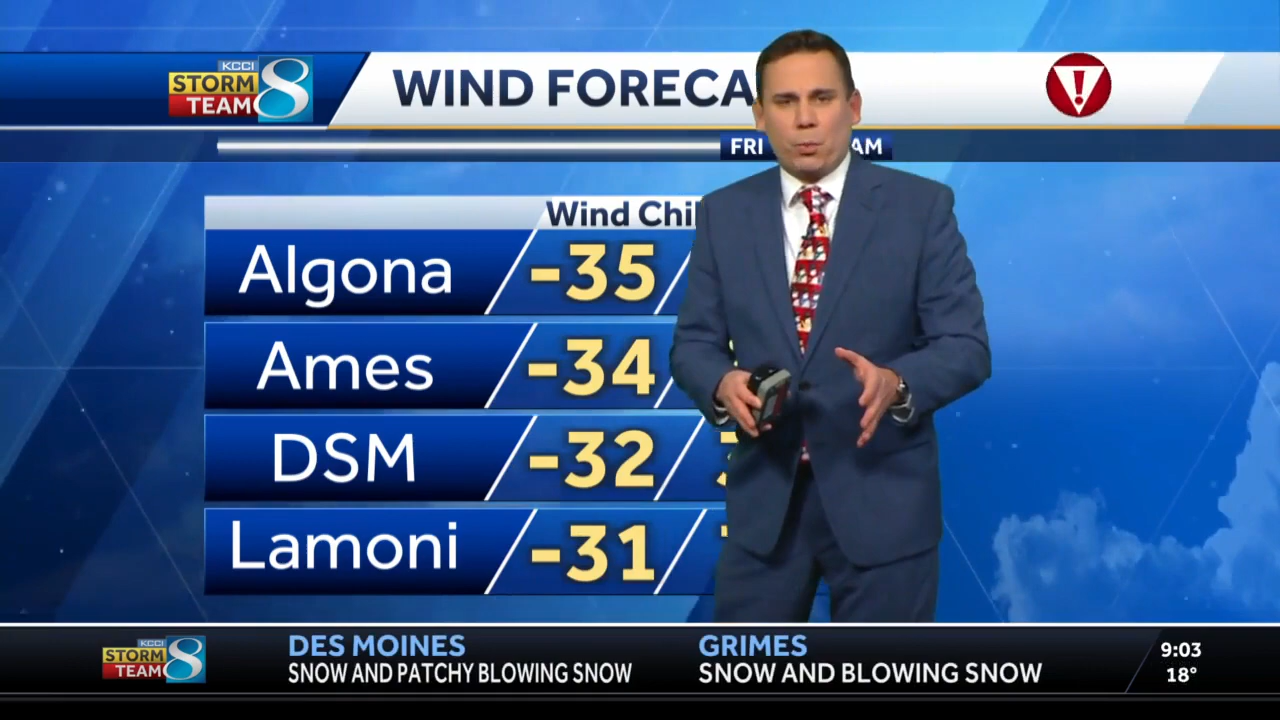 KCCI
STORM
TEAM 8
WIND FORECA
FRI AM
Wind Chil
Algona -35
Ames -34
DSM -32
Lamoni -31
KCCI
STORM
TEAM 8
DES MOINES
SNOW AND PATCHY BLOWING SNOW
GRIMES
SNOW AND BLOWING SNOW
9:03
18°